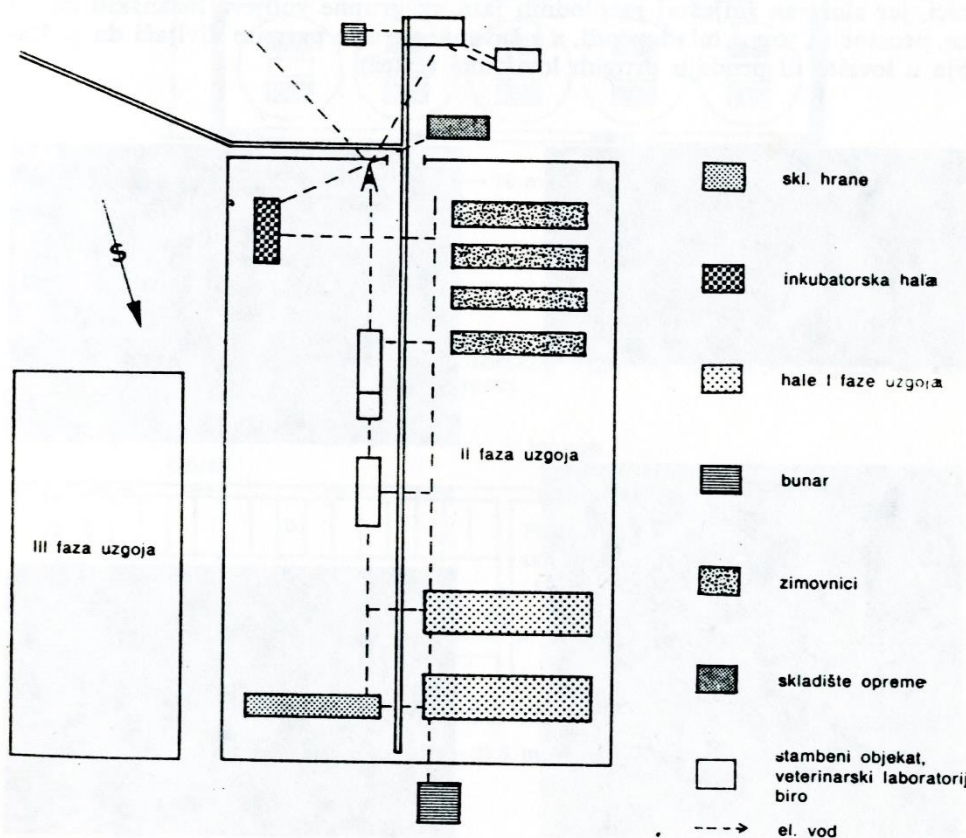 S
II faza uzgoja
III faza uzgoja
skl. hrane
inkubatorska hala
hale I faze uzgoja
bunar
zimovnici
skladište opreme
stambeni objekat,
veterinarski laboratorij
biro
el. vod